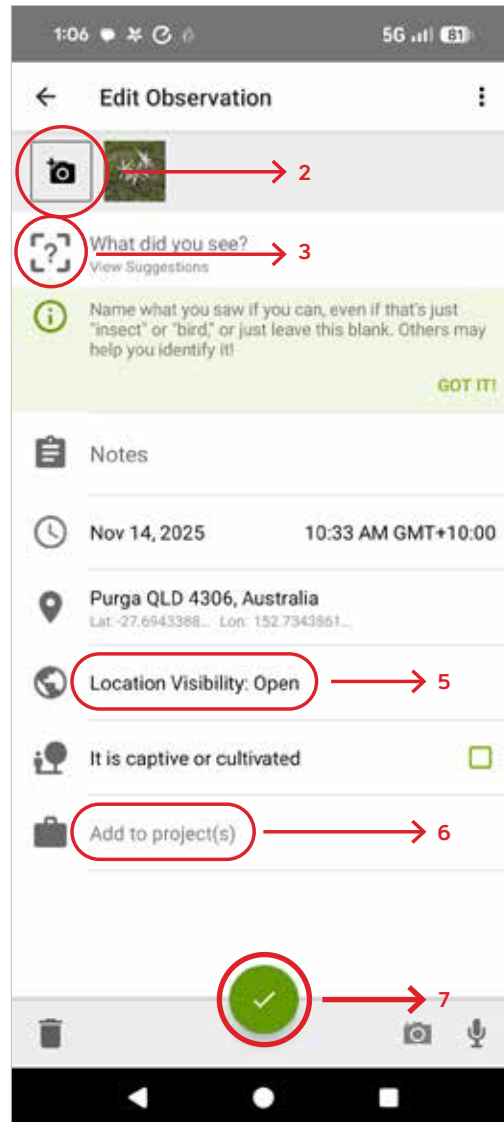 1:06 5G 81
Edit Observation
2
What did you see? 3
View Suggestions
Name what you saw if you can, even if that's just
"insect" or "bird," or just leave this blank. Others may
help you identify it!
GOT IT!
Notes
Nov 14, 2025 10:33 AM GMT+10:00
Purga QLD 4306, Australia
Lat: -27.6943388... Lon: 152.7343861...
Location Visibility: Open 5
It is captive or cultivated
Add to project(s) 6
7